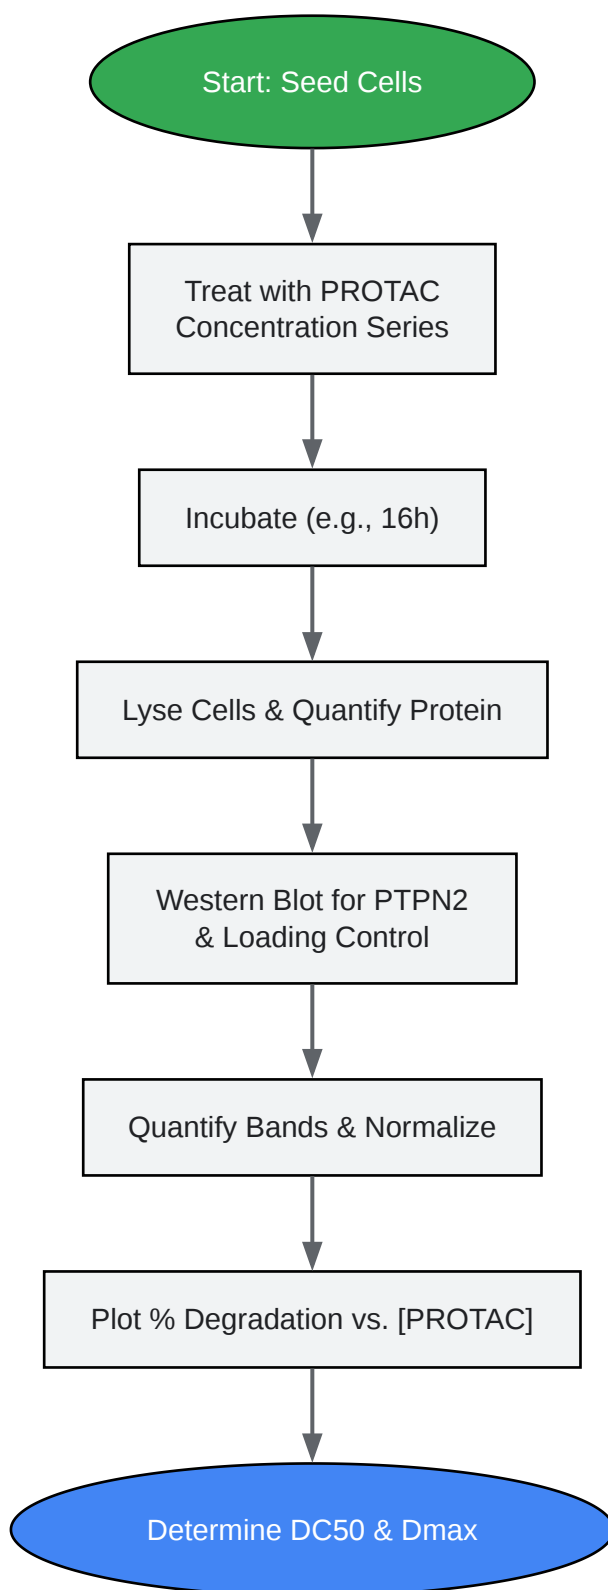 Start: Seed Cells
Treat with PROTAC
Concentration Series
Incubate (e.g., 16h)
Lyse Cells & Quantify Protein
Western Blot for PTPN2
& Loading Control
Quantify Bands & Normalize
Plot % Degradation vs. [PROTAC]
Determine DC50 & Dmax